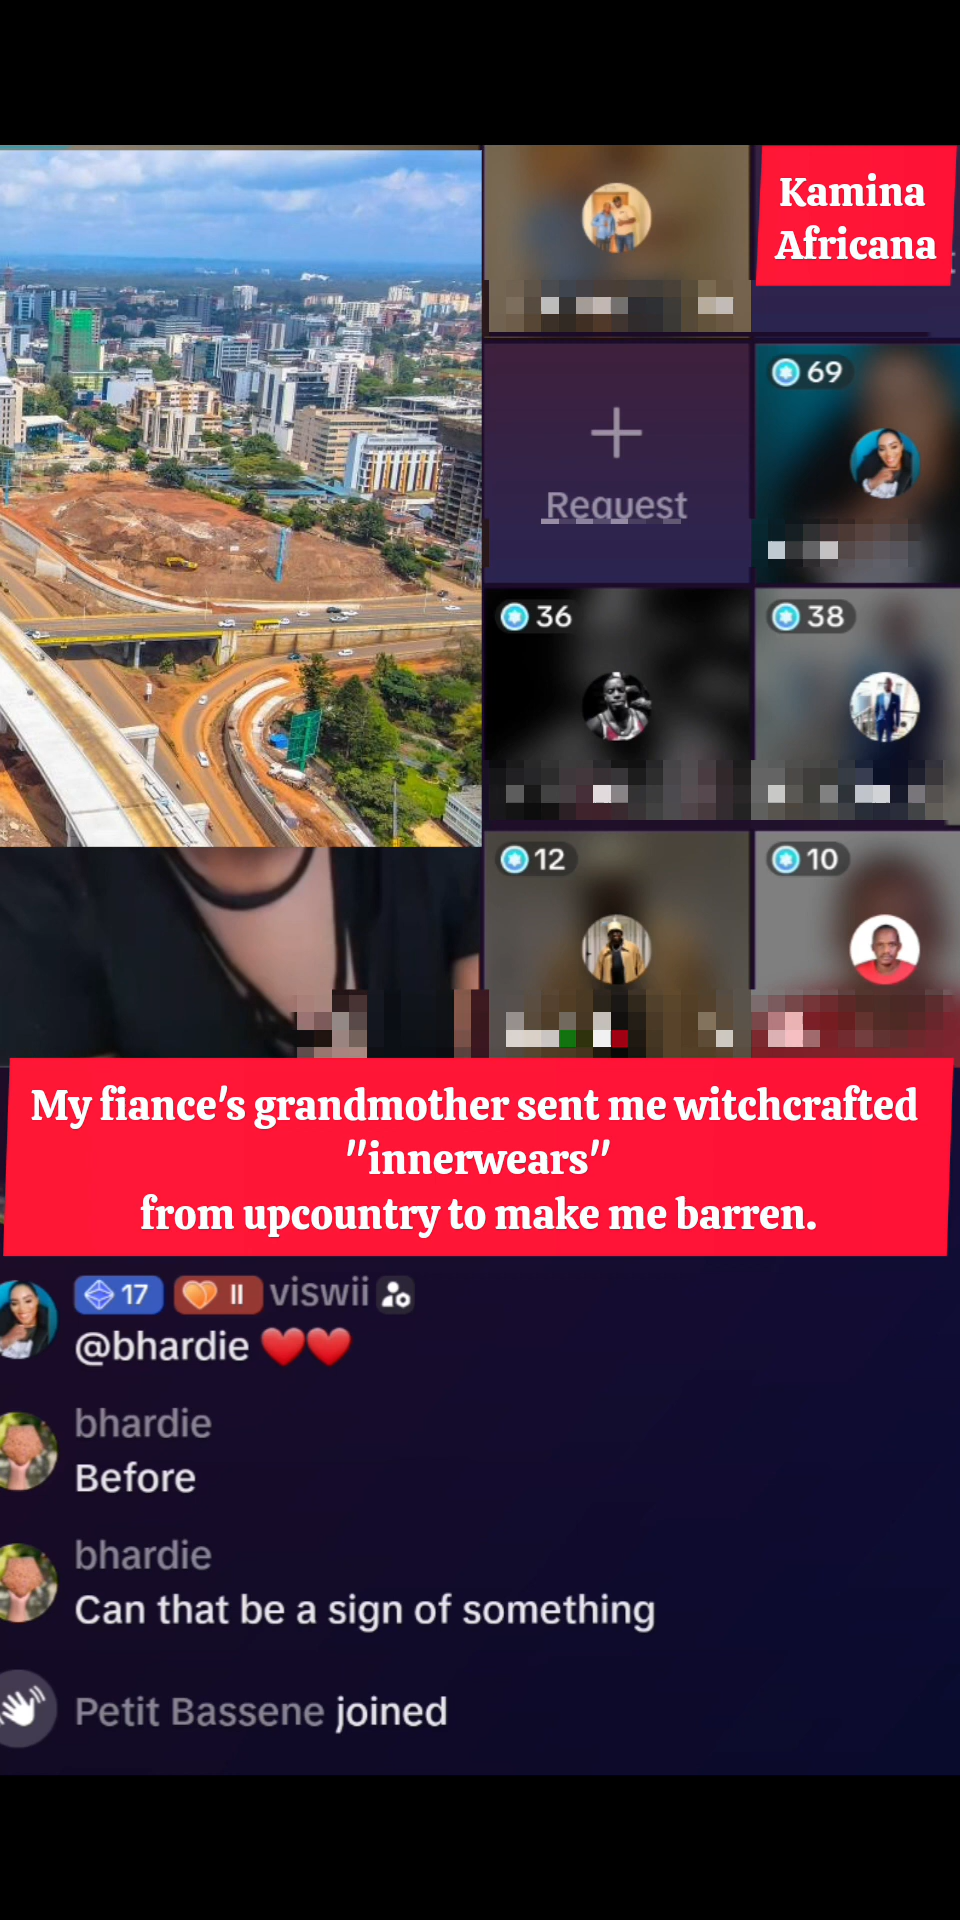 Kamina
Africana
69
Request
36
38
12
10
My fiance's grandmother sent me witchcrafted
"innerwears"
from upcountry to make me barren.
17 II viswii
@bhardie ❤️❤️
bhardie
Before
bhardie
Can that be a sign of something
Petit Bassene joined